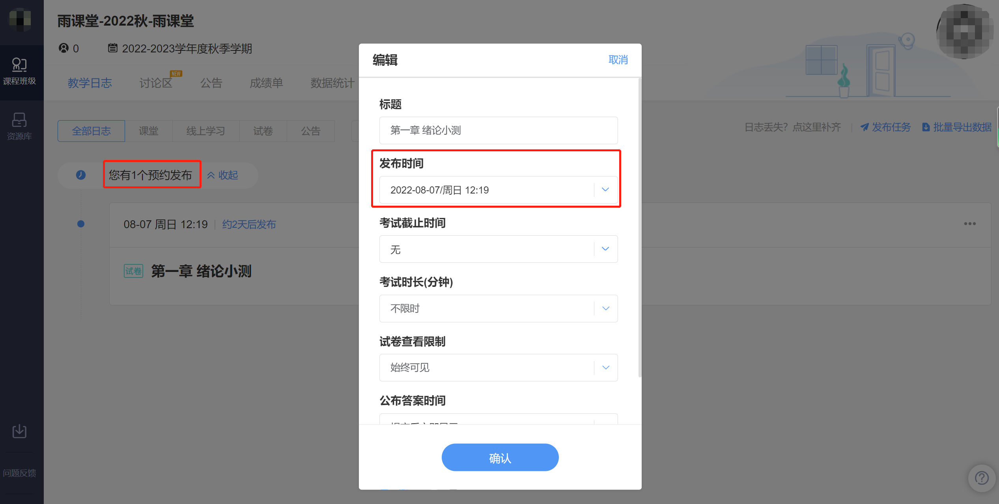 雨课堂-2022秋-雨课堂
0 2022-2023学年度秋季学期
教学日志 讨论区 NEW 公告 成绩单 数据统计
课程班级
资源库
问题反馈
全部日志 课堂 线上学习 试卷 公告
日志丢失？点这里补齐 发布任务 批量导出数据
您有1个预约发布 收起
08-07 周日 12:19 约2天后发布
试卷 第一章 绪论小测
编辑 取消
标题
第一章 绪论小测
发布时间
2022-08-07/周日 12:19
考试截止时间
无
考试时长(分钟)
不限时
试卷查看限制
始终可见
公布答案时间
确认